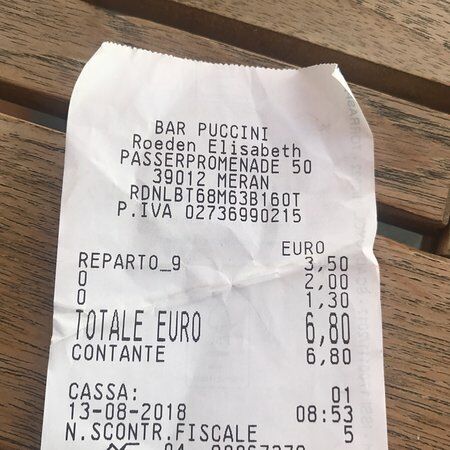 BAR PUCCINI
Roeden Elisabeth
PASSERPROMENADE 50
39012 MERAN
RDNLBT68M63B160T
P.IVA 02736990215
EURO
REPARTO_9 3,50
0 2,00
0 1,30
TOTALE EURO 6,80
CONTANTE 6,80
CASSA: 01
13-08-2018 08:53
N.SCONTR.FISCALE 5